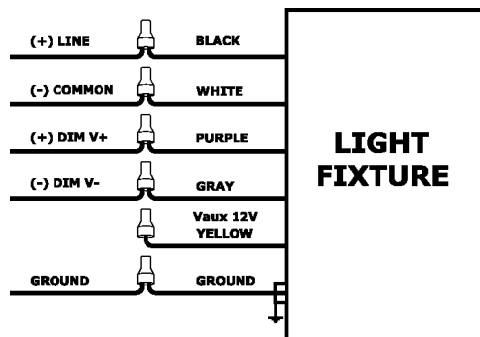 (+) LINE BLACK
(-) COMMON WHITE
(+) DIM V+ PURPLE
(-) DIM V- GRAY
Vaux 12V
YELLOW
GROUND GROUND
LIGHT
FIXTURE